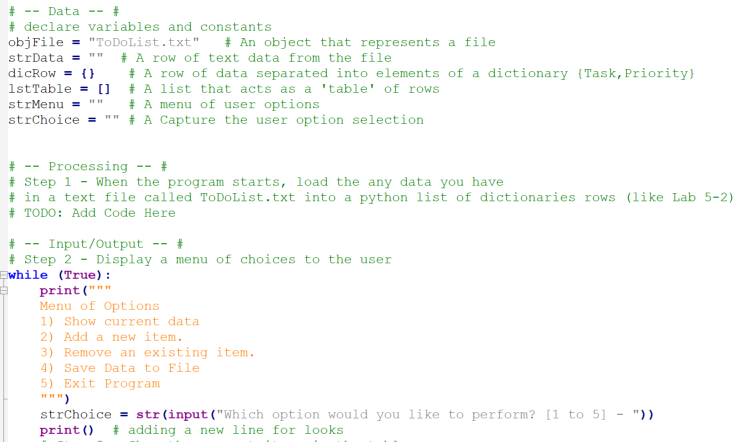 # -- Data -- #
# declare variables and constants
objFile = "ToDoList.txt"   # An object that represents a file
strData = ""  # A row of text data from the file
dicRow = {}    # A row of data separated into elements of a dictionary {Task,Priority}
lstTable = []  # A list that acts as a 'table' of rows
strMenu = ""   # A menu of user options
strChoice = "" # A Capture the user option selection
# -- Processing -- #
# Step 1 - When the program starts, load the any data you have
# in a text file called ToDoList.txt into a python list of dictionaries rows (like Lab 5-2)
# TODO: Add Code Here
# -- Input/Output -- #
# Step 2 - Display a menu of choices to the user
while (True):
    print("""
    Menu of Options
    1) Show current data
    2) Add a new item.
    3) Remove an existing item.
    4) Save Data to File
    5) Exit Program
    """)
    strChoice = str(input("Which option would you like to perform? [1 to 5] - "))
    print()  # adding a new line for looks